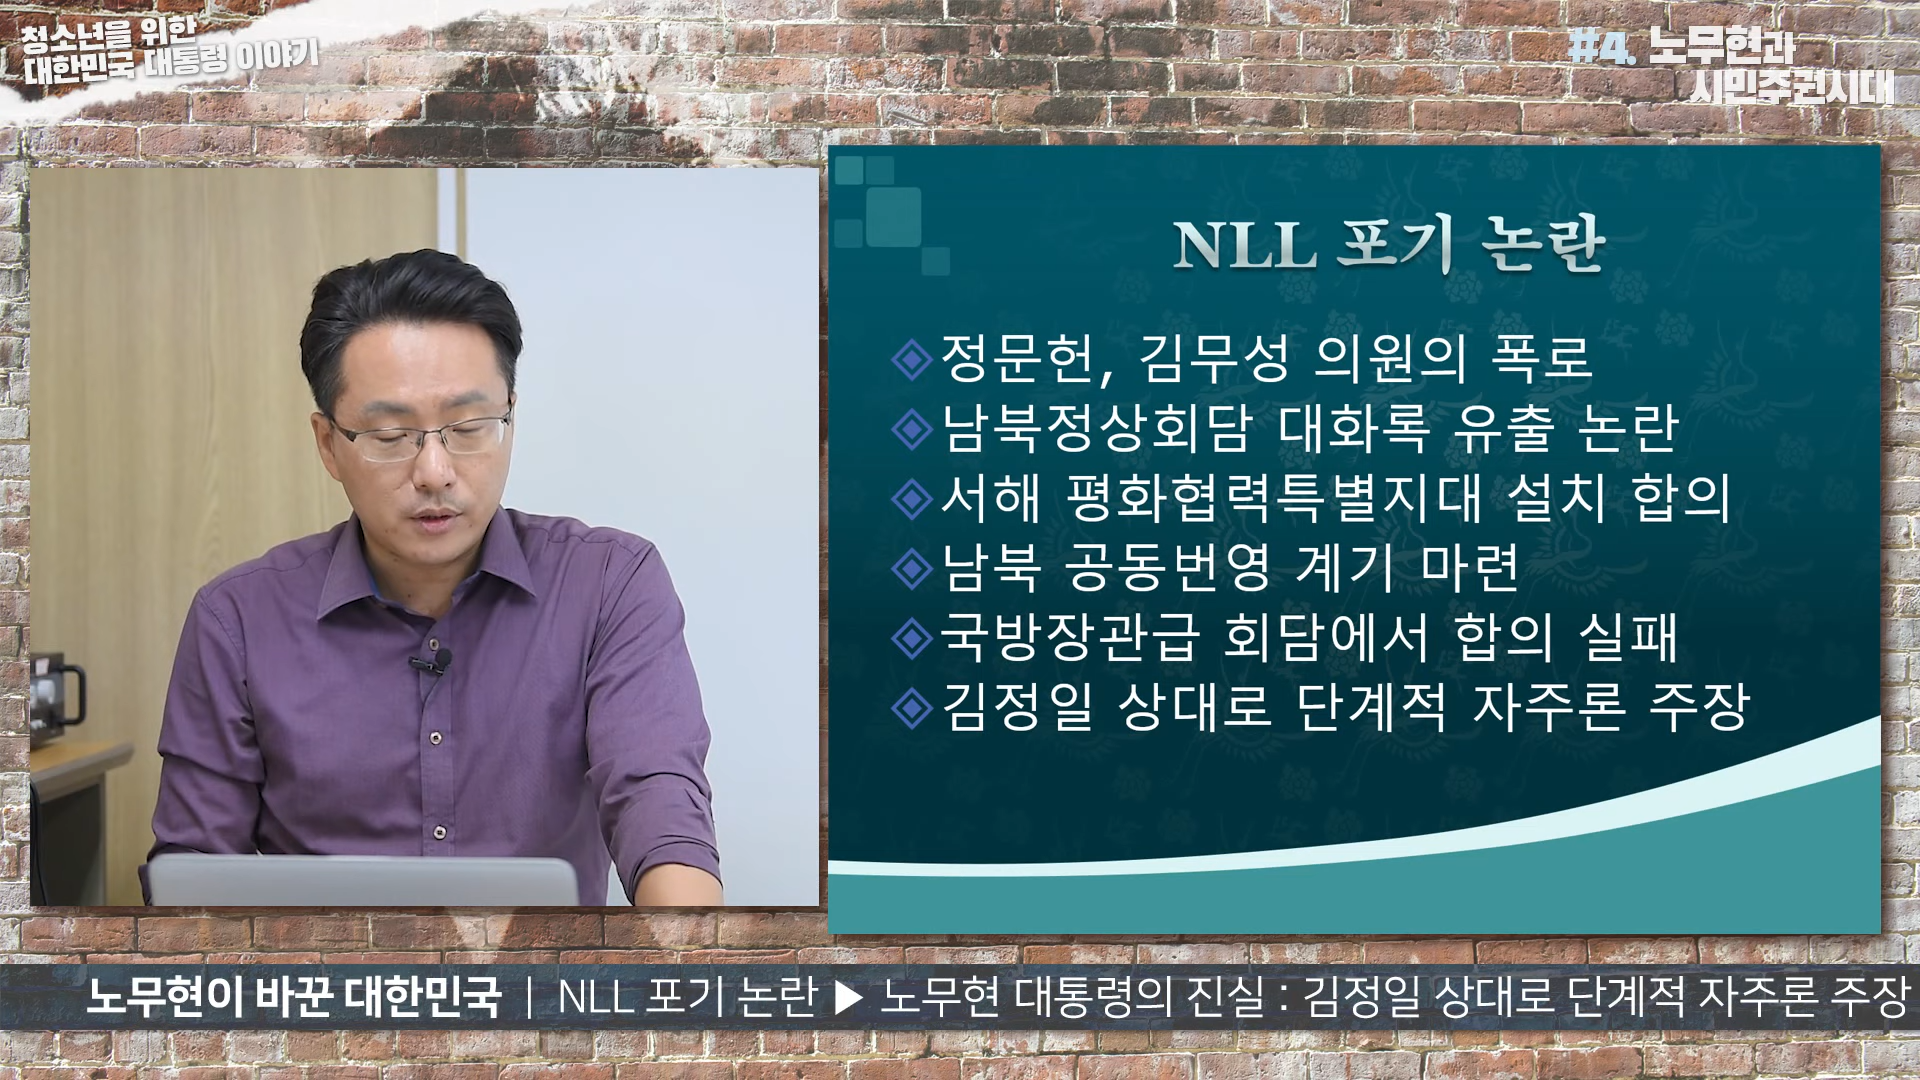 청소년을 위한
대한민국 대통령 이야기
#4. 노무현과
시민주권시대
NLL 포기 논란
정문헌, 김무성 의원의 폭로
남북정상회담 대화록 유출 논란
서해 평화협력특별지대 설치 합의
남북 공동번영 계기 마련
국방장관급 회담에서 합의 실패
김정일 상대로 단계적 자주론 주장
노무현이 바꾼 대한민국 | NLL 포기 논란 ▶ 노무현 대통령의 진실 : 김정일 상대로 단계적 자주론 주장